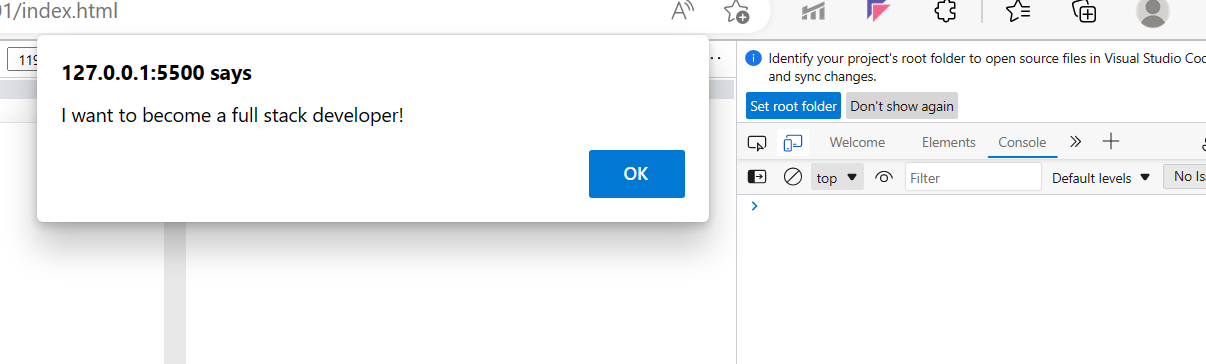 01/index.html
119
127.0.0.1:5500 says
I want to become a full stack developer!
OK
Identify your project's root folder to open source files in Visual Studio Coo
and sync changes.
Set root folder
Don't show again
Welcome
Elements
Console
top
Filter
Default levels
No Iss